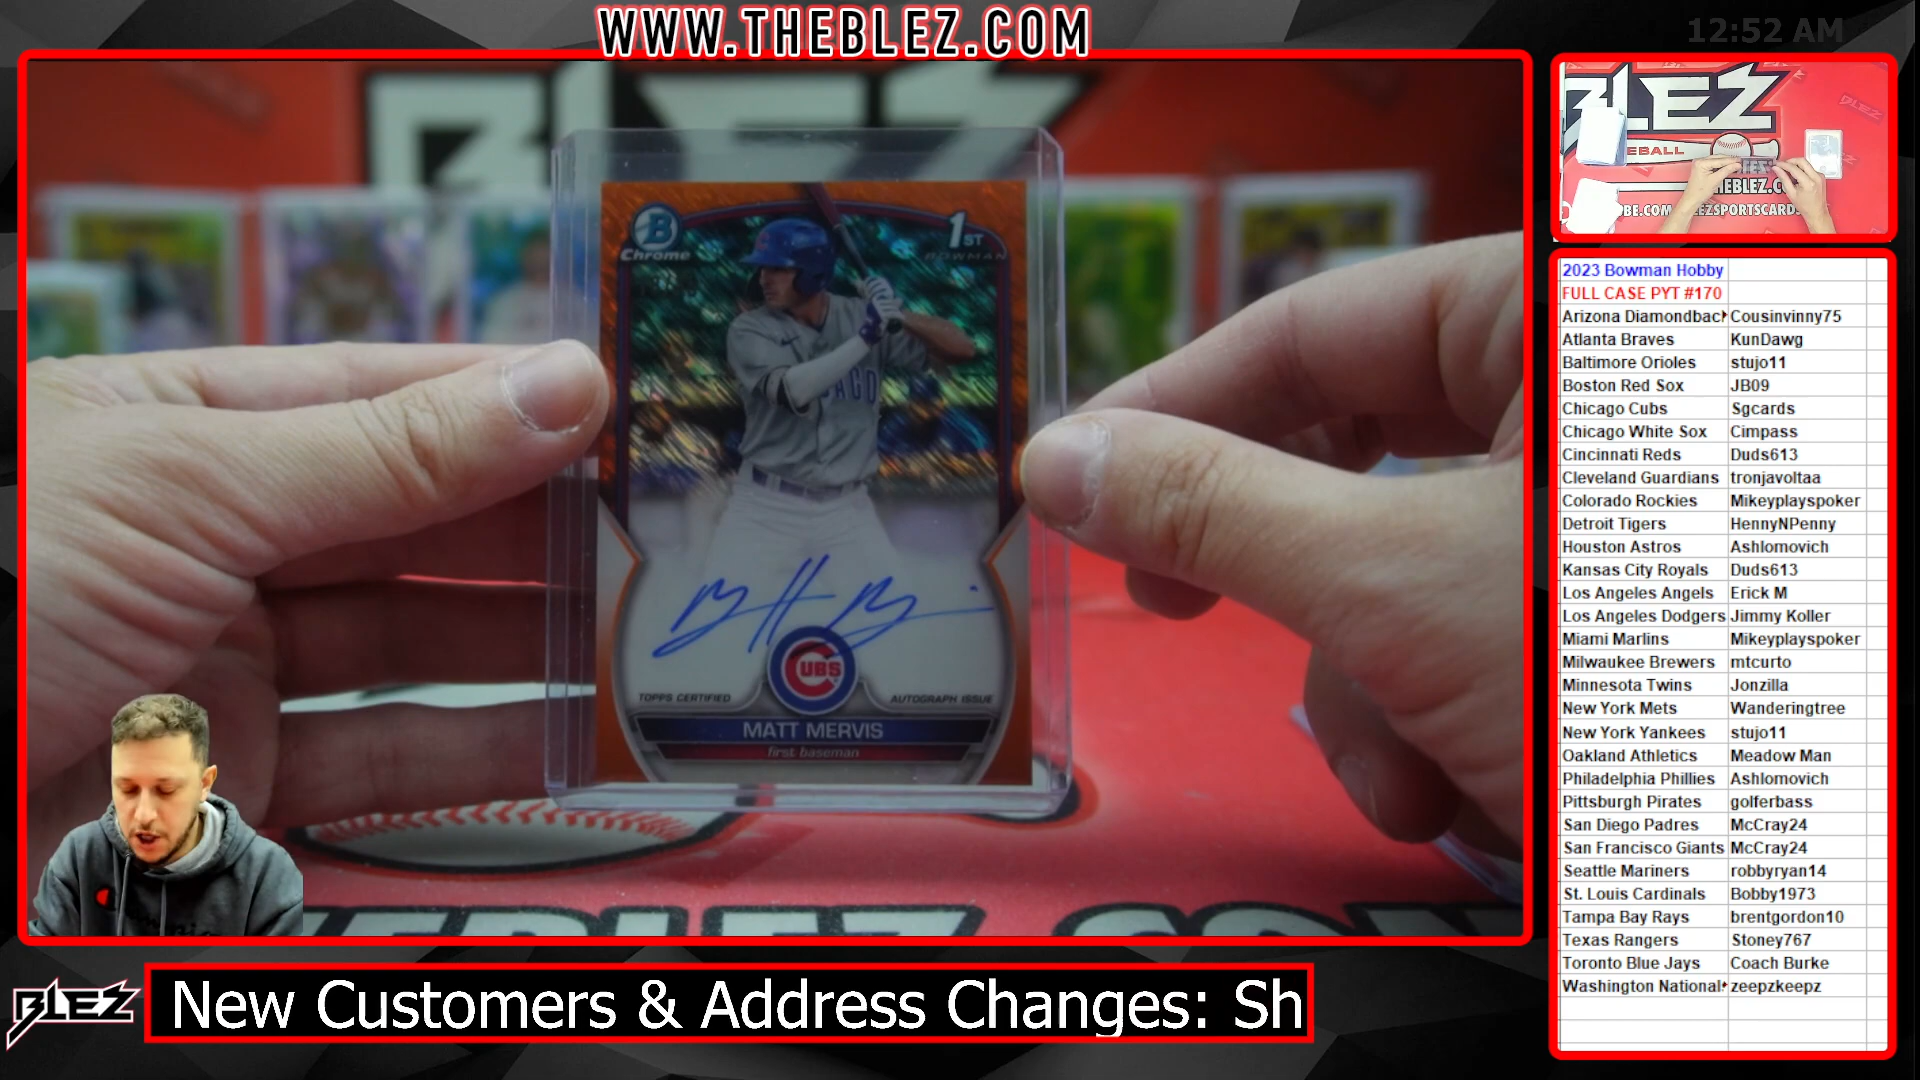 WWW.THEBLEZ.COM
12:52 AM
B
Chrome
1ST
BOWMAN
TOPPS CERTIFIED
AUTOGRAPH ISSUE
CUBS
MATT MERVIS
first baseman
BLEZ
New Customers & Address Changes: Sh
2023 Bowman Hobby
FULL CASE PYT #170
Arizona Diamondbac Cousinvinny75
Atlanta Braves KunDawg
Baltimore Orioles stujo11
Boston Red Sox JB09
Chicago Cubs Sgcards
Chicago White Sox Cimpass
Cincinnati Reds Duds613
Cleveland Guardians tronjavoltaa
Colorado Rockies Mikeyplayspoker
Detroit Tigers HennyNPenny
Houston Astros Ashlomovich
Kansas City Royals Duds613
Los Angeles Angels Erick M
Los Angeles Dodgers Jimmy Koller
Miami Marlins Mikeyplayspoker
Milwaukee Brewers mtcurto
Minnesota Twins Jonzilla
New York Mets Wanderingtree
New York Yankees stujo11
Oakland Athletics Meadow Man
Philadelphia Phillies Ashlomovich
Pittsburgh Pirates golferbass
San Diego Padres McCray24
San Francisco Giants McCray24
Seattle Mariners robbyryan14
St. Louis Cardinals Bobby1973
Tampa Bay Rays brentgordon10
Texas Rangers Stoney767
Toronto Blue Jays Coach Burke
Washington National zeepzkeepz